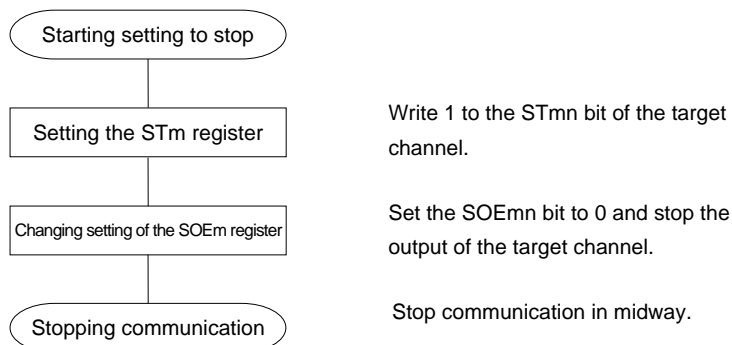 Starting setting to stop
Setting the STm register
Write 1 to the STmn bit of the target
channel.
Changing setting of the SOEm register
Set the SOEmn bit to 0 and stop the
output of the target channel.
Stopping communication
Stop communication in midway.